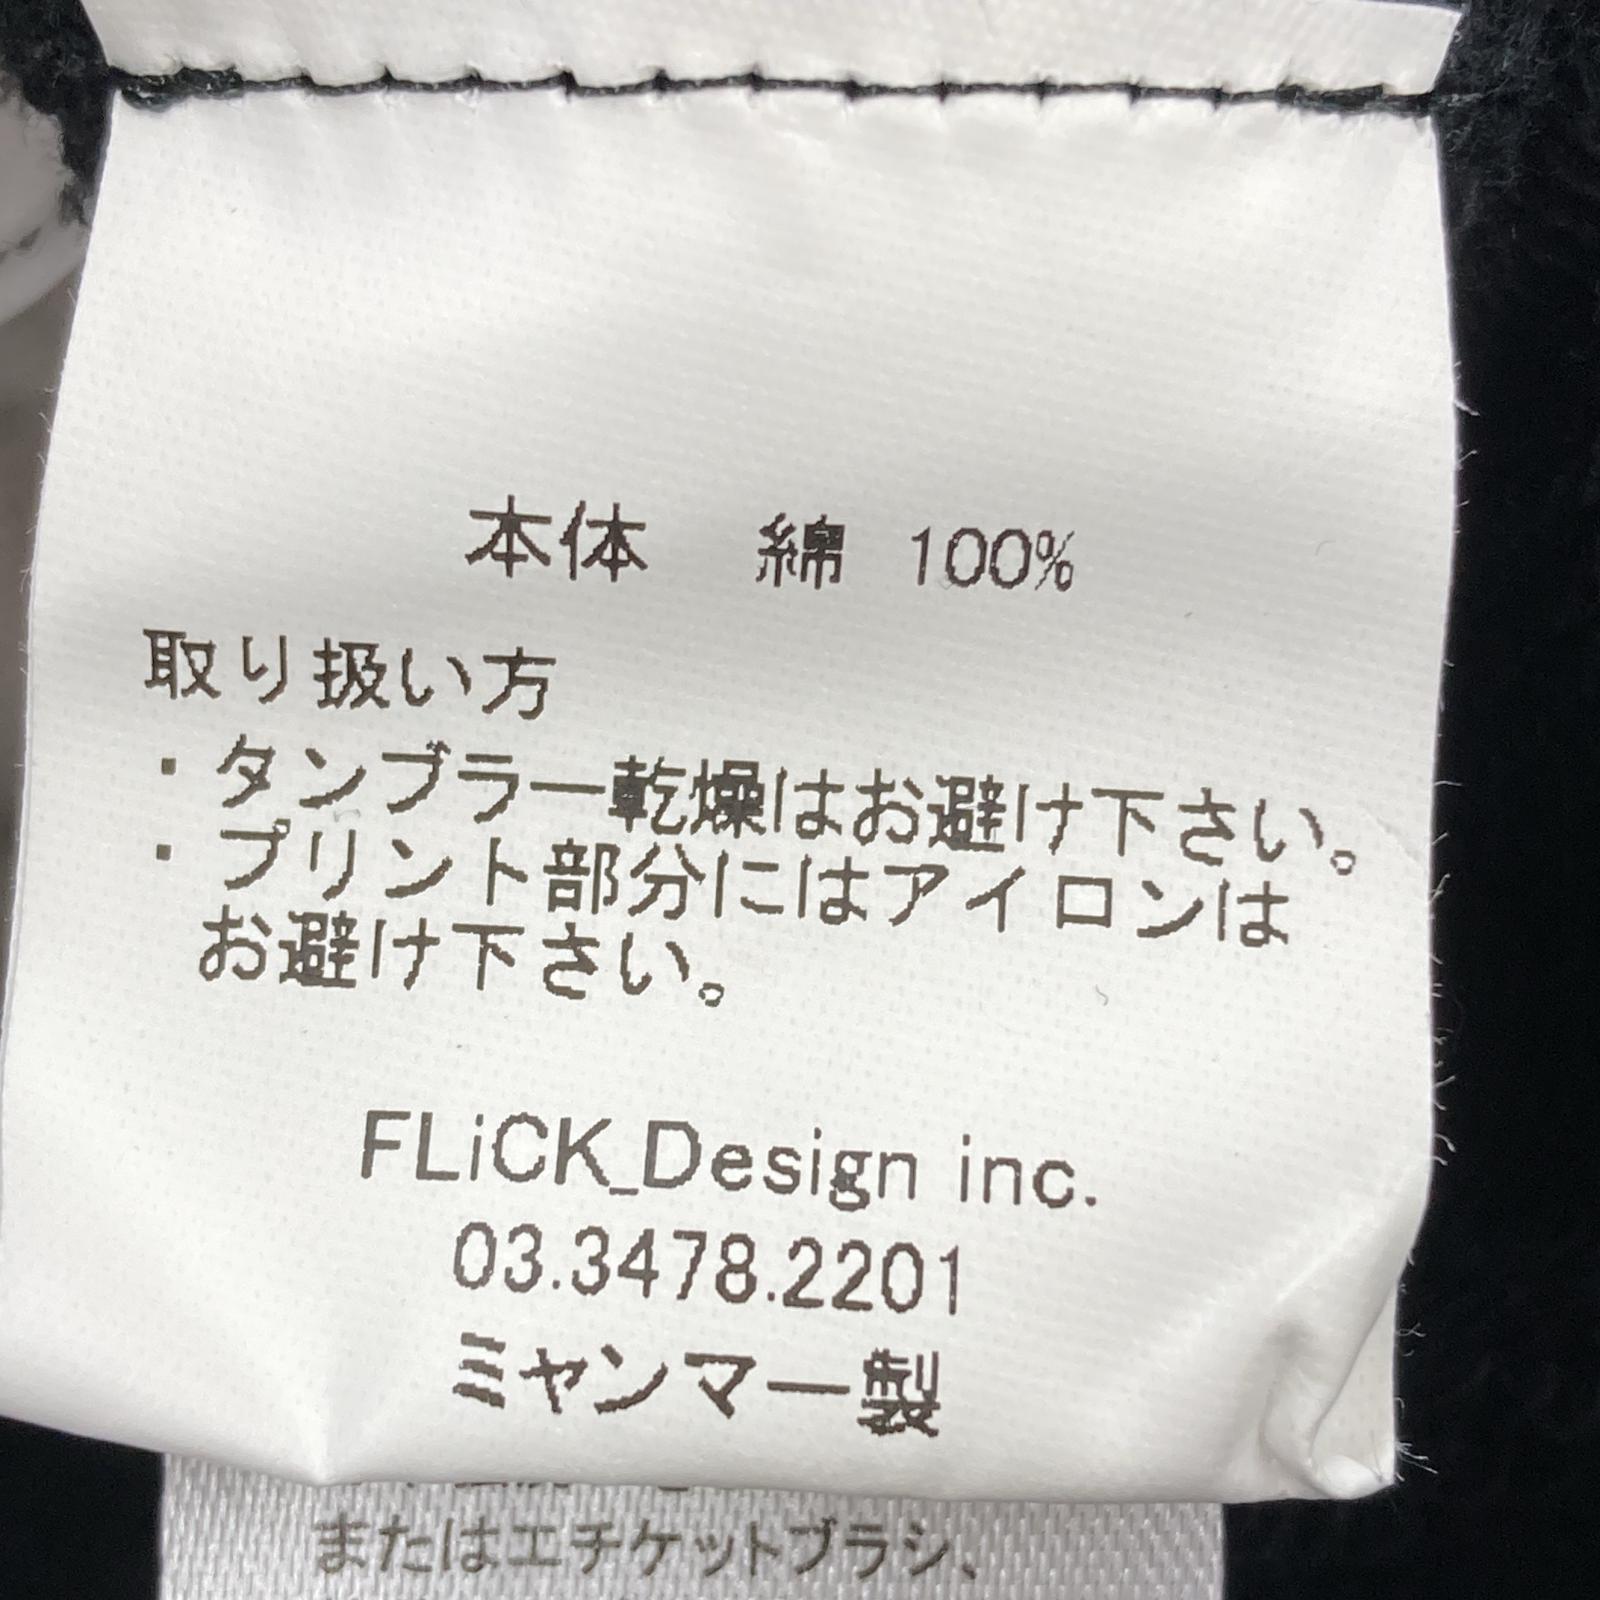 本体 綿 100%
取り扱い方
・タンブラー乾燥はお避け下さい。
・プリント部分にはアイロンは
お避け下さい。
FLiCK_Design inc.
03.3478.2201
ミャンマー製
またはエチケットブラシ、